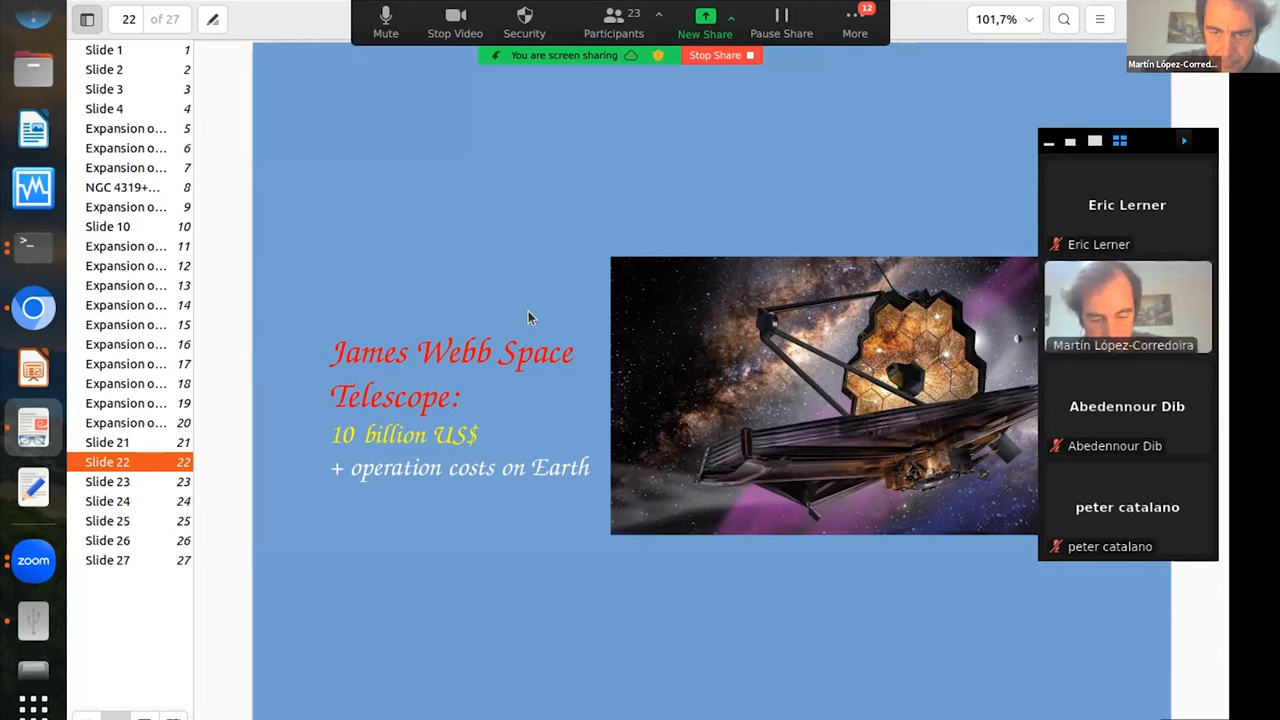 22
of 27
101,7%
Mute
Stop Video
Security
Participants
23
New Share
Pause Share
12
More
You are screen sharing
Stop Share
Martín López-Corred...
Slide 1 1
Slide 2 2
Slide 3 3
Slide 4 4
Expansion o... 5
Expansion o... 6
Expansion o... 7
NGC 4319+... 8
Expansion o... 9
Slide 10 10
Expansion o... 11
Expansion o... 12
Expansion o... 13
Expansion o... 14
Expansion o... 15
Expansion o... 16
Expansion o... 17
Expansion o... 18
Expansion o... 19
Expansion o... 20
Slide 21 21
Slide 22 22
Slide 23 23
Slide 24 24
Slide 25 25
Slide 26 26
Slide 27 27
zoom
James Webb Space
Telescope:
10 billion US$
+ operation costs on Earth
Eric Lerner
Eric Lerner
Martín López-Corredoira
Abedennour Dib
Abedennour Dib
peter catalano
peter catalano